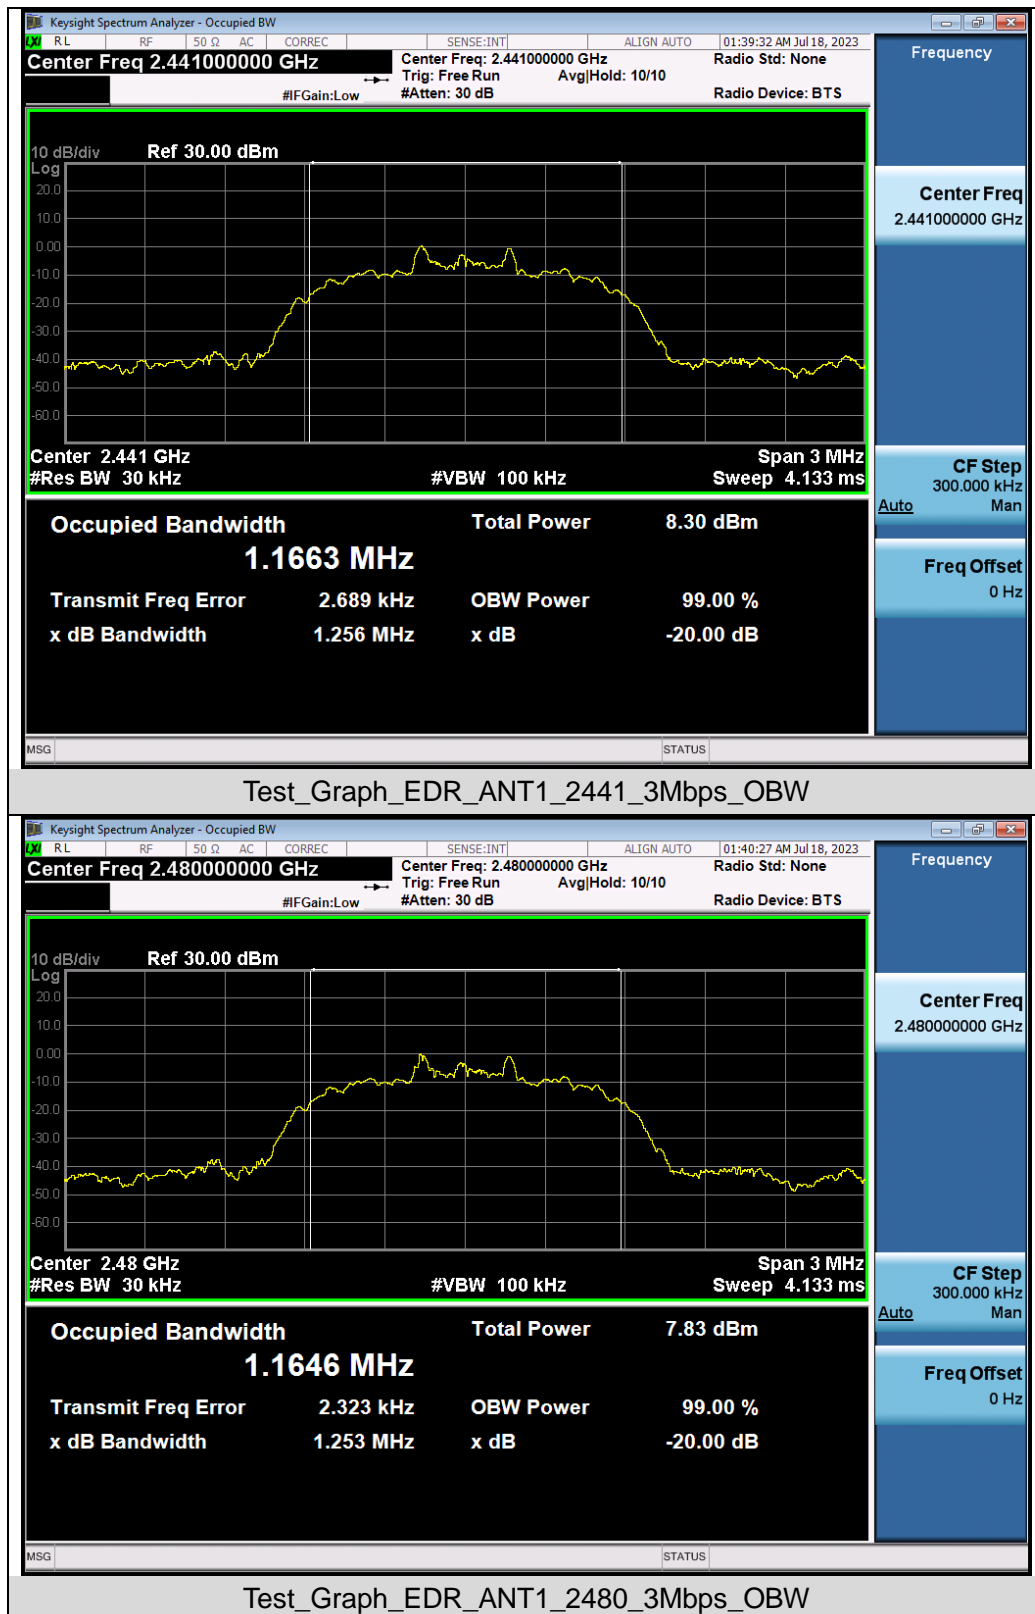 Keysight Spectrum Analyzer - Occupied BW
LXI RL RF 50 Ω AC CORREC SENSE:INT ALIGN AUTO 01:39:32 AM Jul 18, 2023
Center Freq 2.441000000 GHz
Center Freq: 2.441000000 GHz
Radio Std: None
Trig: Free Run Avg|Hold: 10/10
#IFGain:Low
#Atten: 30 dB
Radio Device: BTS
Frequency
10 dB/div Ref 30.00 dBm
Log
20.0
10.0
0.00
-10.0
-20.0
-30.0
-40.0
-50.0
-60.0
Center 2.441 GHz Span 3 MHz
#Res BW 30 kHz #VBW 100 kHz Sweep 4.133 ms
Center Freq
2.441000000 GHz
CF Step
300.000 kHz
Auto Man
Freq Offset
0 Hz
Occupied Bandwidth Total Power 8.30 dBm
1.1663 MHz
Transmit Freq Error 2.689 kHz OBW Power 99.00 %
x dB Bandwidth 1.256 MHz x dB -20.00 dB
MSG STATUS
Test_Graph_EDR_ANT1_2441_3Mbps_OBW
Keysight Spectrum Analyzer - Occupied BW
LXI RL RF 50 Ω AC CORREC SENSE:INT ALIGN AUTO 01:40:27 AM Jul 18, 2023
Center Freq 2.480000000 GHz
Center Freq: 2.480000000 GHz
Radio Std: None
Trig: Free Run Avg|Hold: 10/10
#IFGain:Low
#Atten: 30 dB
Radio Device: BTS
Frequency
10 dB/div Ref 30.00 dBm
Log
20.0
10.0
0.00
-10.0
-20.0
-30.0
-40.0
-50.0
-60.0
Center 2.48 GHz Span 3 MHz
#Res BW 30 kHz #VBW 100 kHz Sweep 4.133 ms
Center Freq
2.480000000 GHz
CF Step
300.000 kHz
Auto Man
Freq Offset
0 Hz
Occupied Bandwidth Total Power 7.83 dBm
1.1646 MHz
Transmit Freq Error 2.323 kHz OBW Power 99.00 %
x dB Bandwidth 1.253 MHz x dB -20.00 dB
MSG STATUS
Test_Graph_EDR_ANT1_2480_3Mbps_OBW